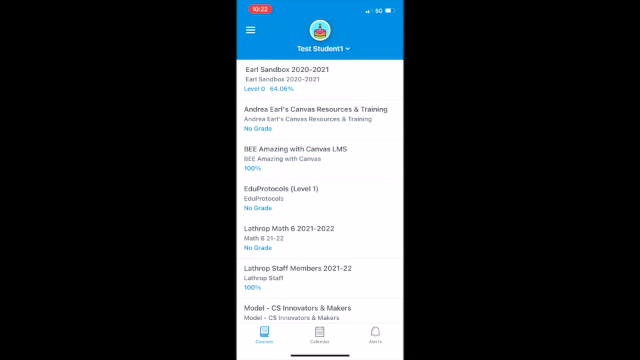 10:22
5G
Test Student1
Earl Sandbox 2020-2021
Earl Sandbox 2020-2021
Level 0 64.06%
Andrea Earl's Canvas Resources & Training
Andrea Earl's Canvas Resources & Training
No Grade
BEE Amazing with Canvas LMS
BEE Amazing with Canvas
100%
EduProtocols (Level 1)
EduProtocols
No Grade
Lathrop Math 6 2021-2022
Math 6 21-22
No Grade
Lathrop Staff Members 2021-22
Lathrop Staff
100%
Model - CS Innovators & Makers
Model - CS Innovators & Makers
Courses Calendar Alerts